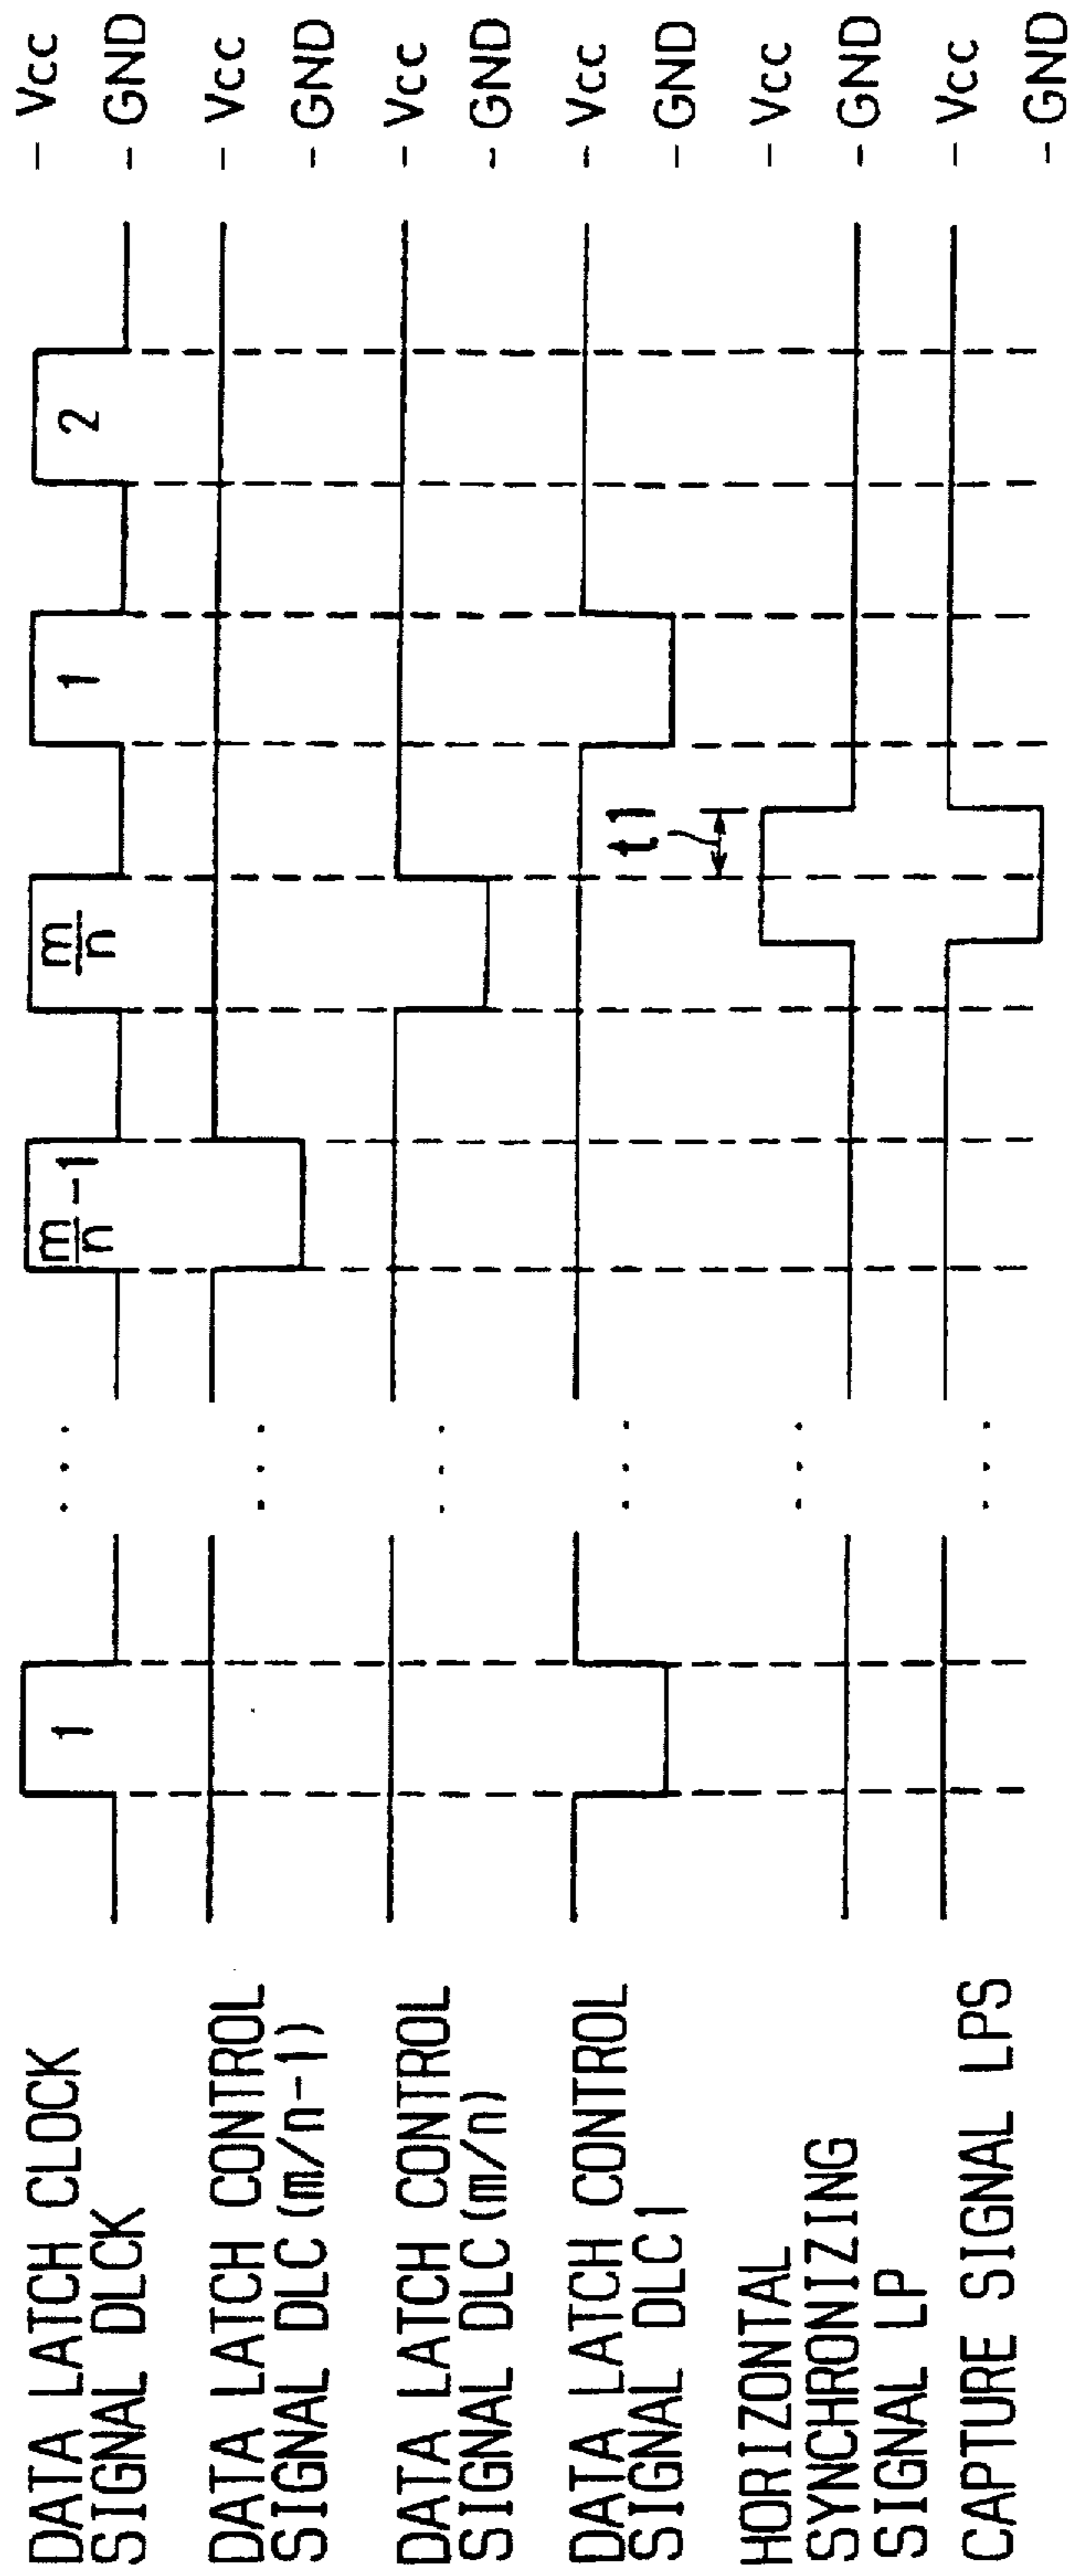 DATA LATCH CLOCK
SIGNAL DLCK
1
. . .
m/n -1
m/n
1
2
- Vcc
- GND
DATA LATCH CONTROL
SIGNAL DLC (m/n-1)
. . .
- Vcc
- GND
DATA LATCH CONTROL
SIGNAL DLC (m/n)
. . .
- Vcc
- GND
DATA LATCH CONTROL
SIGNAL DLC1
. . .
- Vcc
- GND
HORIZONTAL
SYNCHRONIZING
SIGNAL LP
. . .
t1
- Vcc
- GND
CAPTURE SIGNAL LPS
. . .
- Vcc
- GND